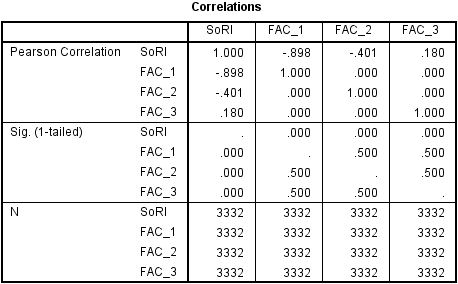 Correlations
SoRI FAC_1 FAC_2 FAC_3
Pearson Correlation SoRI 1.000 -.898 -.401 .180
FAC_1 -.898 1.000 .000 .000
FAC_2 -.401 .000 1.000 .000
FAC_3 .180 .000 .000 1.000
Sig. (1-tailed) SoRI . .000 .000 .000
FAC_1 .000 . .500 .500
FAC_2 .000 .500 . .500
FAC_3 .000 .500 .500 .
N SoRI 3332 3332 3332 3332
FAC_1 3332 3332 3332 3332
FAC_2 3332 3332 3332 3332
FAC_3 3332 3332 3332 3332